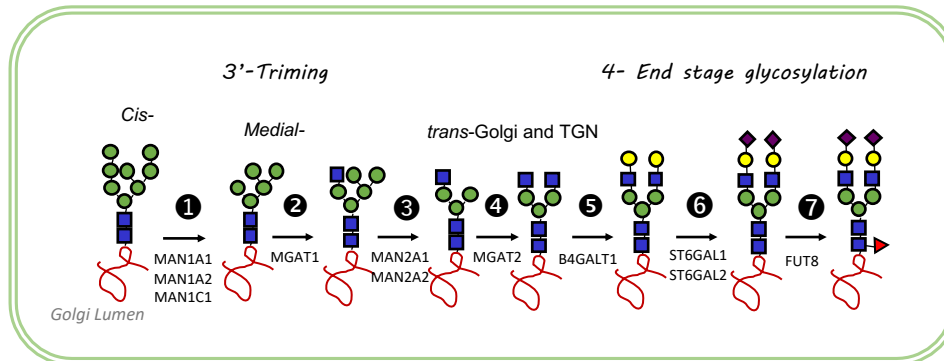 3’-Triming
4- End stage glycosylation
Cis-
Medial-
trans-Golgi and TGN
1
2
3
4
5
6
7
MAN1A1
MAN1A2
MAN1C1
MGAT1
MAN2A1
MAN2A2
MGAT2
B4GALT1
ST6GAL1
ST6GAL2
FUT8
Golgi Lumen